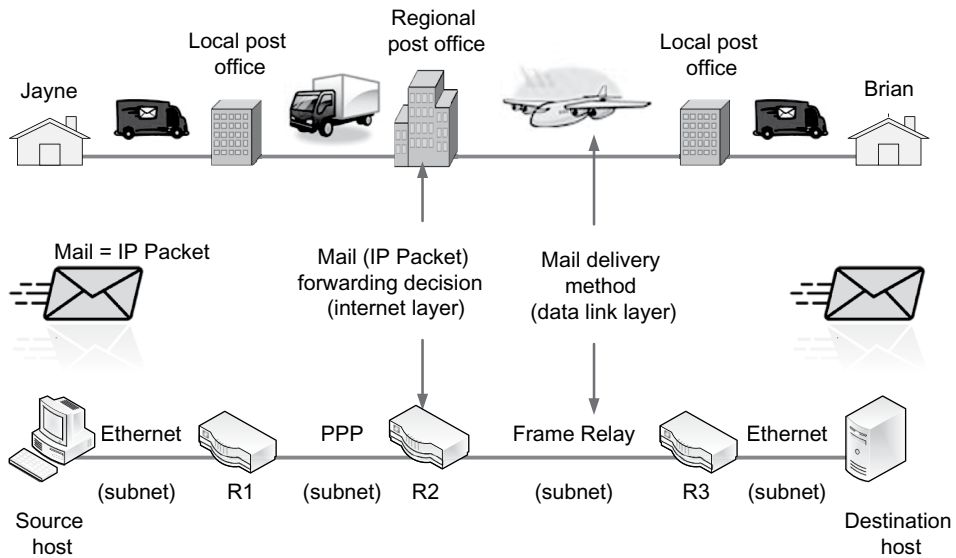 Regional
post office
Local post
office
Local post
office
Jayne
Brian
Mail = IP Packet
Mail (IP Packet)
forwarding decision
(internet layer)
Mail delivery
method
(data link layer)
Ethernet
PPP
Frame Relay
Ethernet
(subnet)
R1
(subnet)
R2
(subnet)
R3
(subnet)
Source
host
Destination
host